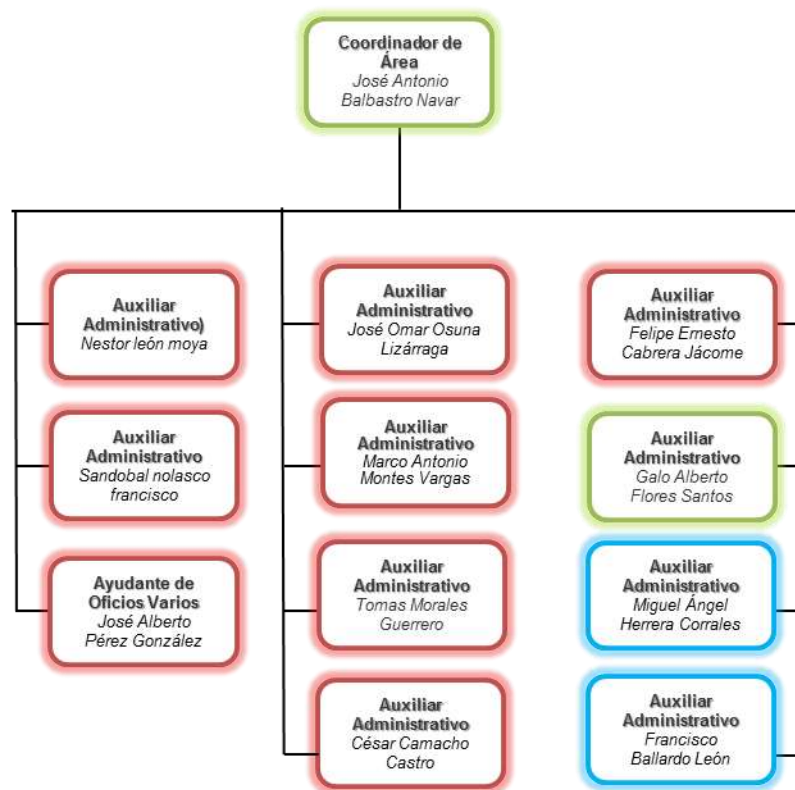 Coordinador de
Área
José Antonio
Balbastro Navar
Auxiliar
Administrativo)
Nestor león moya
Auxiliar
Administrativo
Sandobal nolasco
francisco
Ayudante de
Oficios Varios
José Alberto
Pérez González
Auxiliar
Administrativo
José Omar Osuna
Lizárraga
Auxiliar
Administrativo
Marco Antonio
Montes Vargas
Auxiliar
Administrativo
Tomas Morales
Guerrero
Auxiliar
Administrativo
César Camacho
Castro
Auxiliar
Administrativo
Felipe Ernesto
Cabrera Jácome
Auxiliar
Administrativo
Galo Alberto
Flores Santos
Auxiliar
Administrativo
Miguel Ángel
Herrera Corrales
Auxiliar
Administrativo
Francisco
Ballardo León